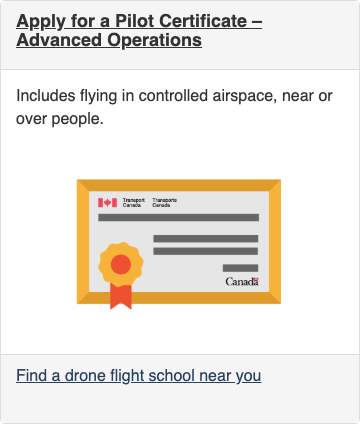 Apply for a Pilot Certificate –
Advanced Operations
Includes flying in controlled airspace, near or
over people.
Transport Transports
Canada Canada
Canada
Find a drone flight school near you